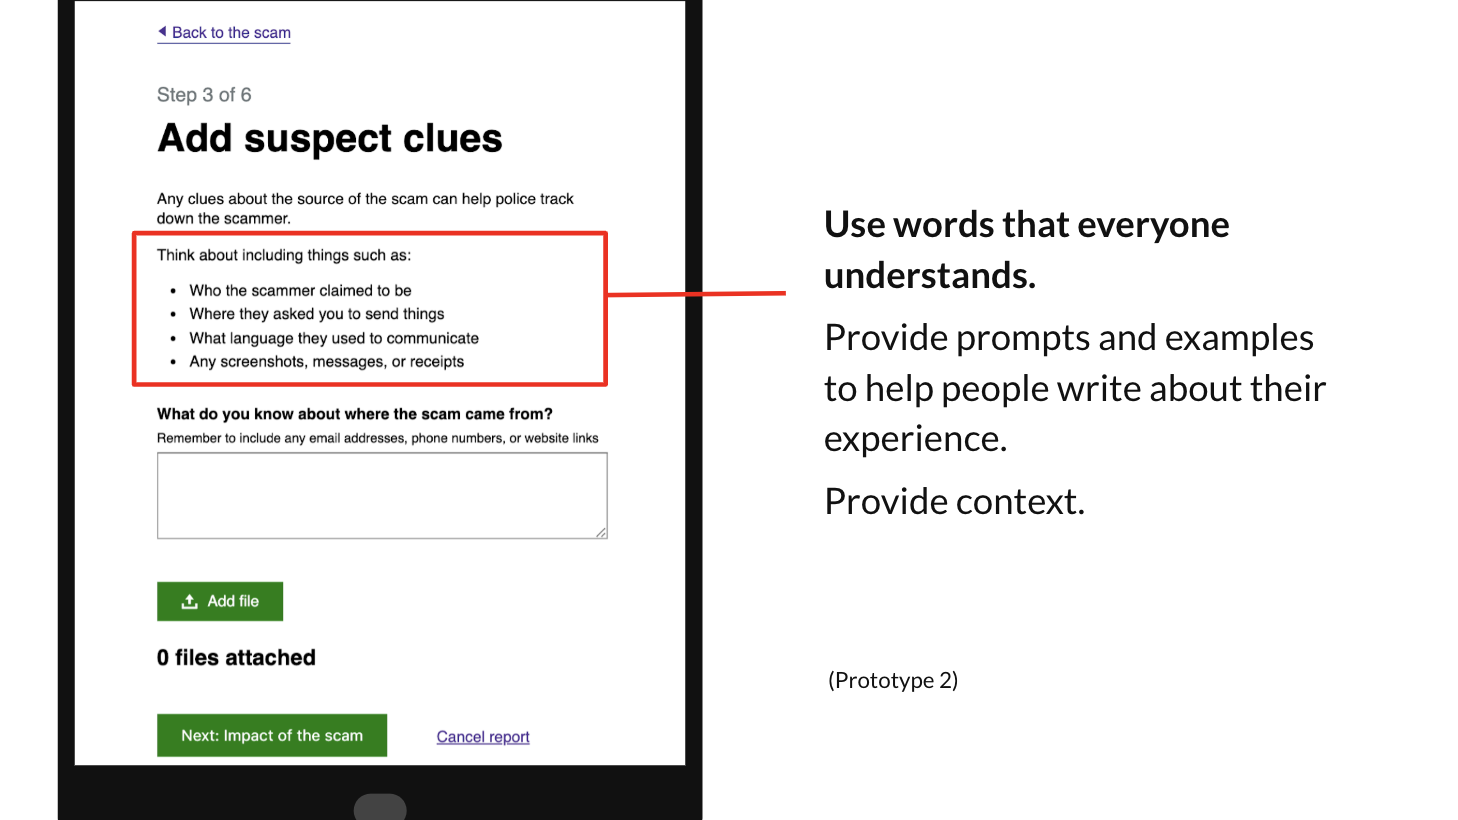 Back to the scam
Step 3 of 6
Add suspect clues
Any clues about the source of the scam can help police track
down the scammer.
Think about including things such as:
• Who the scammer claimed to be
• Where they asked you to send things
• What language they used to communicate
• Any screenshots, messages, or receipts
What do you know about where the scam came from?
Remember to include any email addresses, phone numbers, or website links
Add file
0 files attached
Next: Impact of the scam
Cancel report
Use words that everyone
understands.
Provide prompts and examples
to help people write about their
experience.
Provide context.
(Prototype 2)